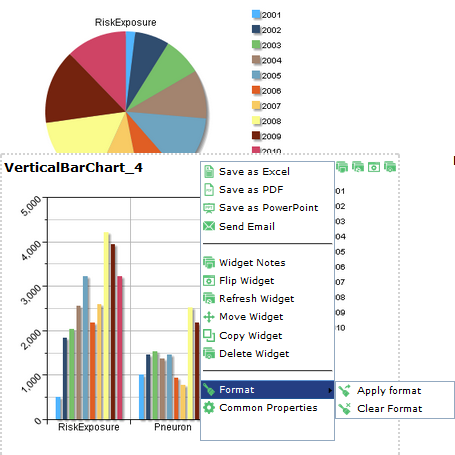 RiskExposure
2001
2002
2003
2004
2005
2006
2007
2008
2009
2010
VerticalBarChart_4
5,000
4,000
3,000
2,000
1,000
0
RiskExposure
Pneuron
Save as Excel
Save as PDF
Save as PowerPoint
Send Email
Widget Notes
Flip Widget
Refresh Widget
Move Widget
Copy Widget
Delete Widget
Format
Common Properties
Apply format
Clear Format
01
02
03
04
05
06
07
08
09
10